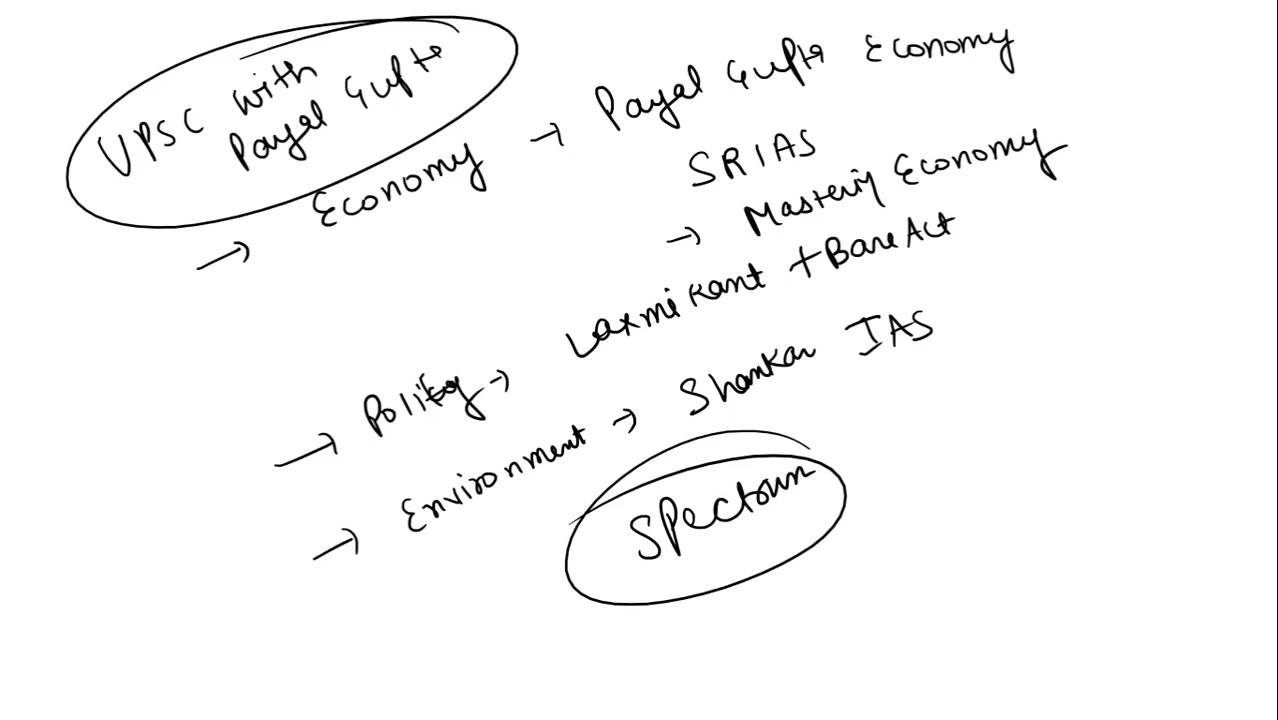 UPSC with
Payal Gupta
→ Economy → Payal Gupta Economy
SRIAS
→ Mastering Economy
→ Polity → Laxmikant + Bare Act
→ Environment → Shankar IAS
Spectrum